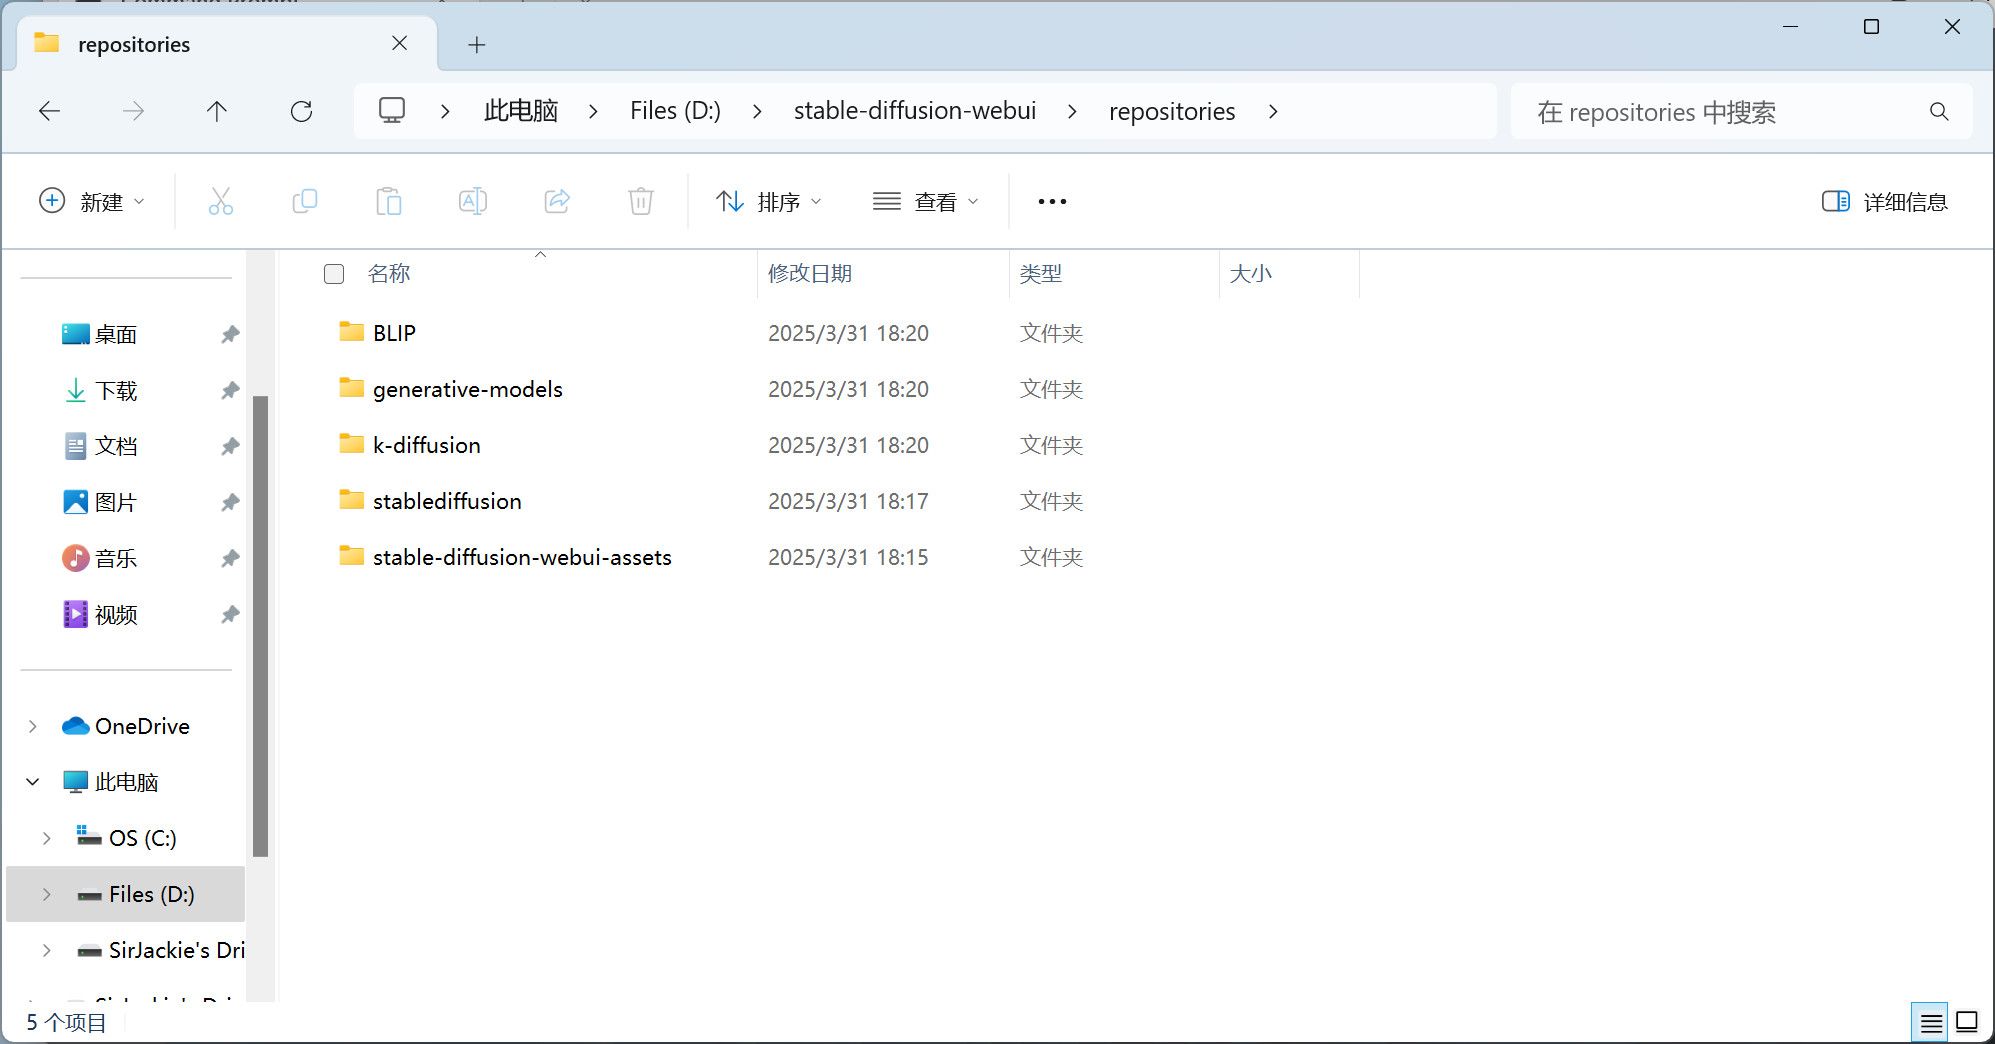 repositories
此电脑 Files (D:) stable-diffusion-webui repositories
在 repositories 中搜索
新建 排序 查看 详细信息
名称 修改日期 类型 大小
BLIP 2025/3/31 18:20 文件夹
generative-models 2025/3/31 18:20 文件夹
k-diffusion 2025/3/31 18:20 文件夹
stablediffusion 2025/3/31 18:17 文件夹
stable-diffusion-webui-assets 2025/3/31 18:15 文件夹
桌面
下载
文档
图片
音乐
视频
OneDrive
此电脑
OS (C:)
Files (D:)
SirJackie's Dri
5 个项目